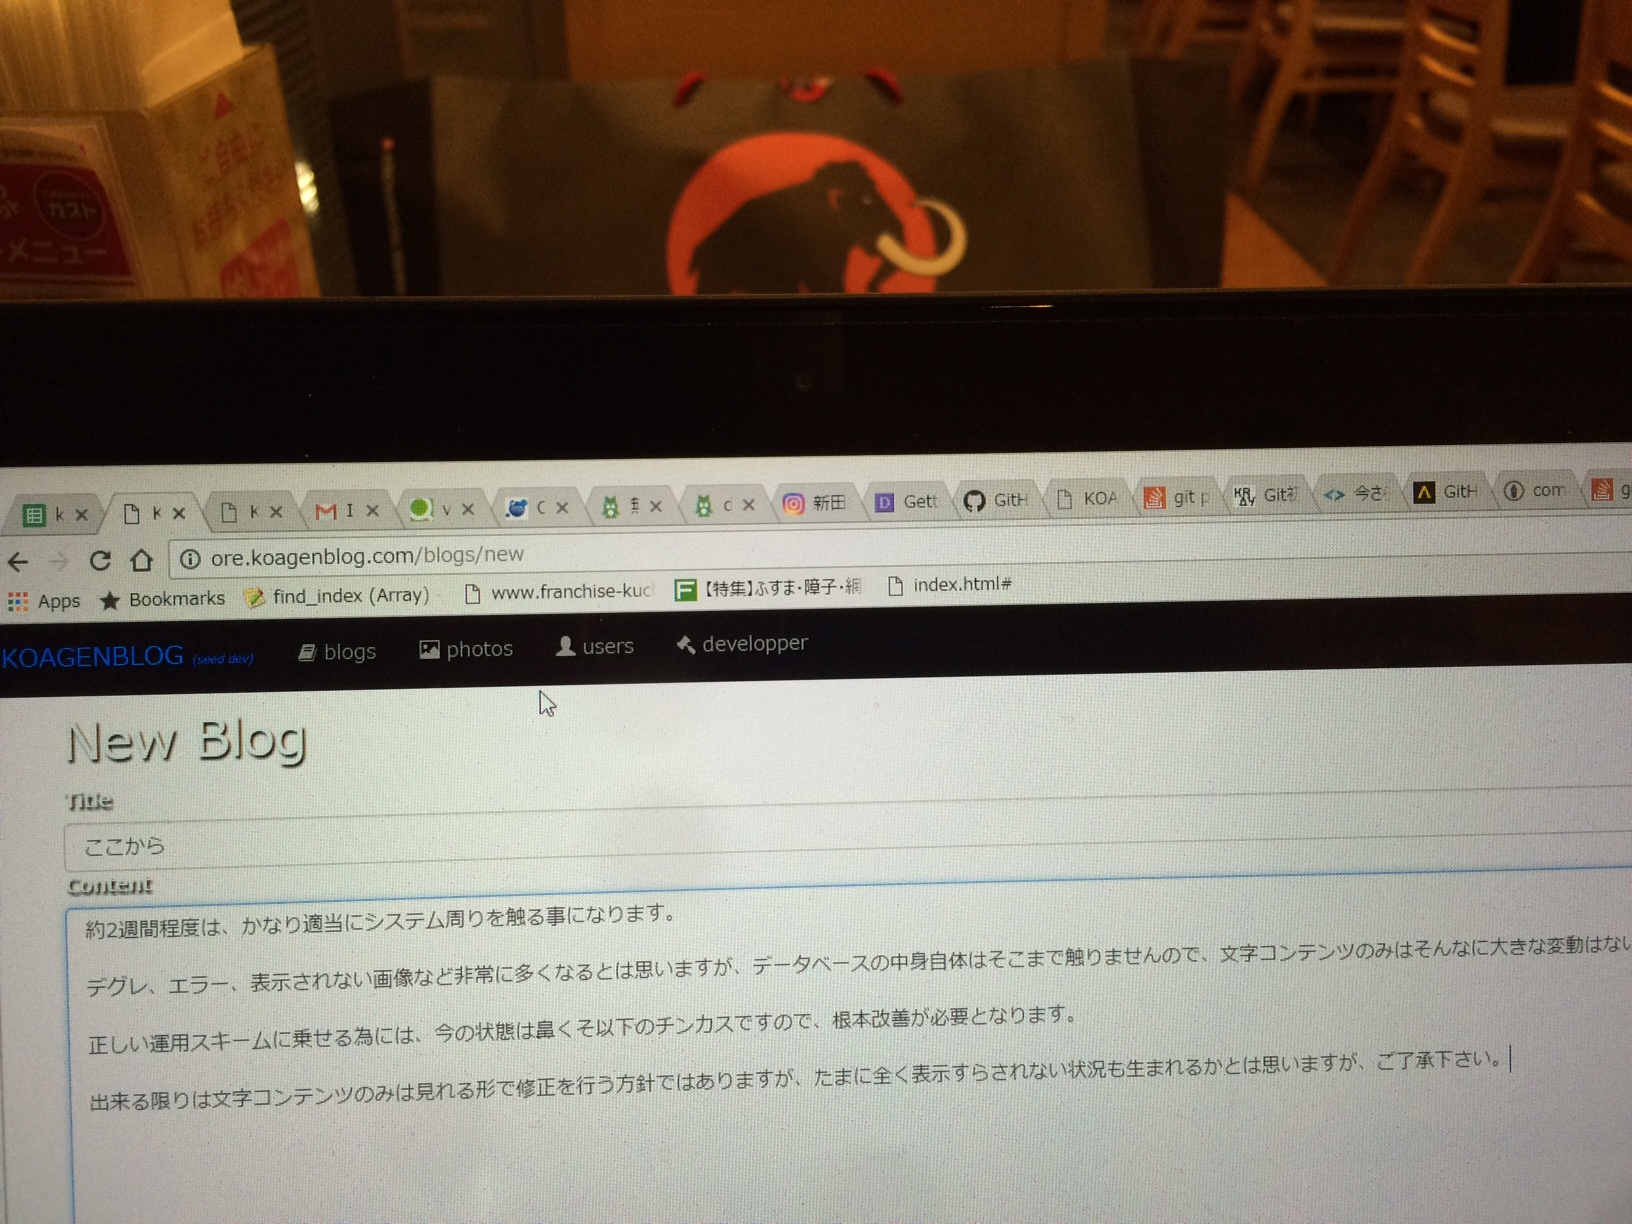 ガスト
メニュー
k
K
K
I
v
C
c
新田
Gett
GitH
KOA
git p
Git初
今さ
GitH
com
g
ore.koagenblog.com/blogs/new
Apps
Bookmarks
find_index (Array)
www.franchise-kuc
【特集】ふすま・障子・網
index.html#
KOAGENBLOG (seed dev)
blogs
photos
users
developper
New Blog
Title
ここから
Content
約2週間程度は、かなり適当にシステム周りを触る事になります。
デグレ、エラー、表示されない画像など非常に多くなるとは思いますが、データベースの中身自体はそこまで触りませんので、文字コンテンツのみはそんなに大きな変動はない
正しい運用スキームに乗せる為には、今の状態は鼻くそ以下のチンカスですので、根本改善が必要となります。
出来る限りは文字コンテンツのみは見れる形で修正を行う方針ではありますが、たまに全く表示すらされない状況も生まれるかとは思いますが、ご了承下さい。